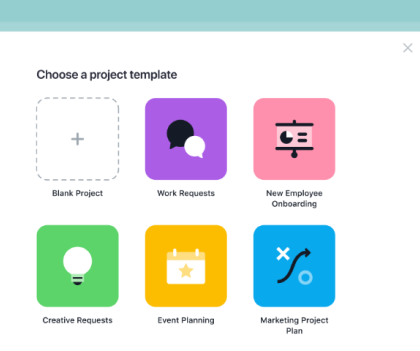 Choose a project template
Blank Project
Work Requests
New Employee
Onboarding
Creative Requests
Event Planning
Marketing Project
Plan